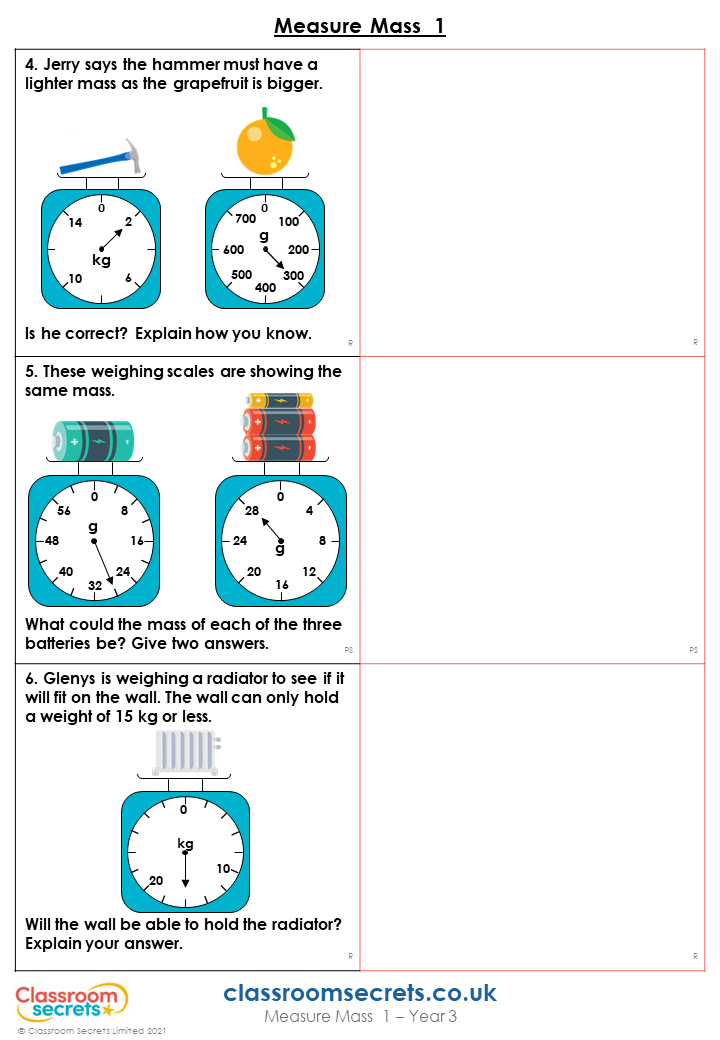 Measure Mass 1
4. Jerry says the hammer must have a
lighter mass as the grapefruit is bigger.
0
14
2
kg
10
6
0
700
100
g
600
200
500
300
400
Is he correct? Explain how you know.
R
R
5. These weighing scales are showing the
same mass.
0
56
8
g
48
16
40
24
32
0
28
4
24
8
g
20
12
16
What could the mass of each of the three
batteries be? Give two answers.
PS
PS
6. Glenys is weighing a radiator to see if it
will fit on the wall. The wall can only hold
a weight of 15 kg or less.
0
kg
10
20
Will the wall be able to hold the radiator?
Explain your answer.
R
R
Classroom
secrets
© Classroom Secrets Limited 2021
classroomsecrets.co.uk
Measure Mass 1 – Year 3